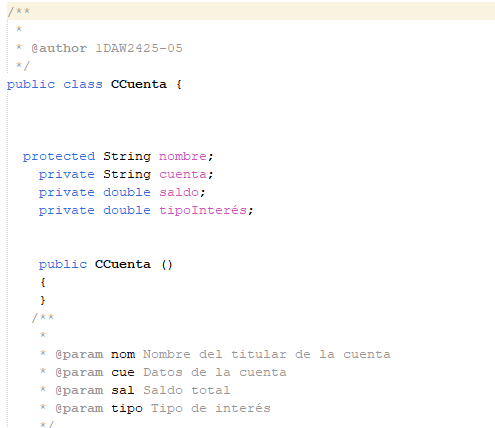 /**
 *
 * @author 1DAW2425-05
 */
public class CCuenta {
protected String nombre;
private String cuenta;
private double saldo;
private double tipoInterés;
public CCuenta ()
{
}
/**
 *
 * @param nom Nombre del titular de la cuenta
 * @param cue Datos de la cuenta
 * @param sal Saldo total
 * @param tipo Tipo de interés
 */